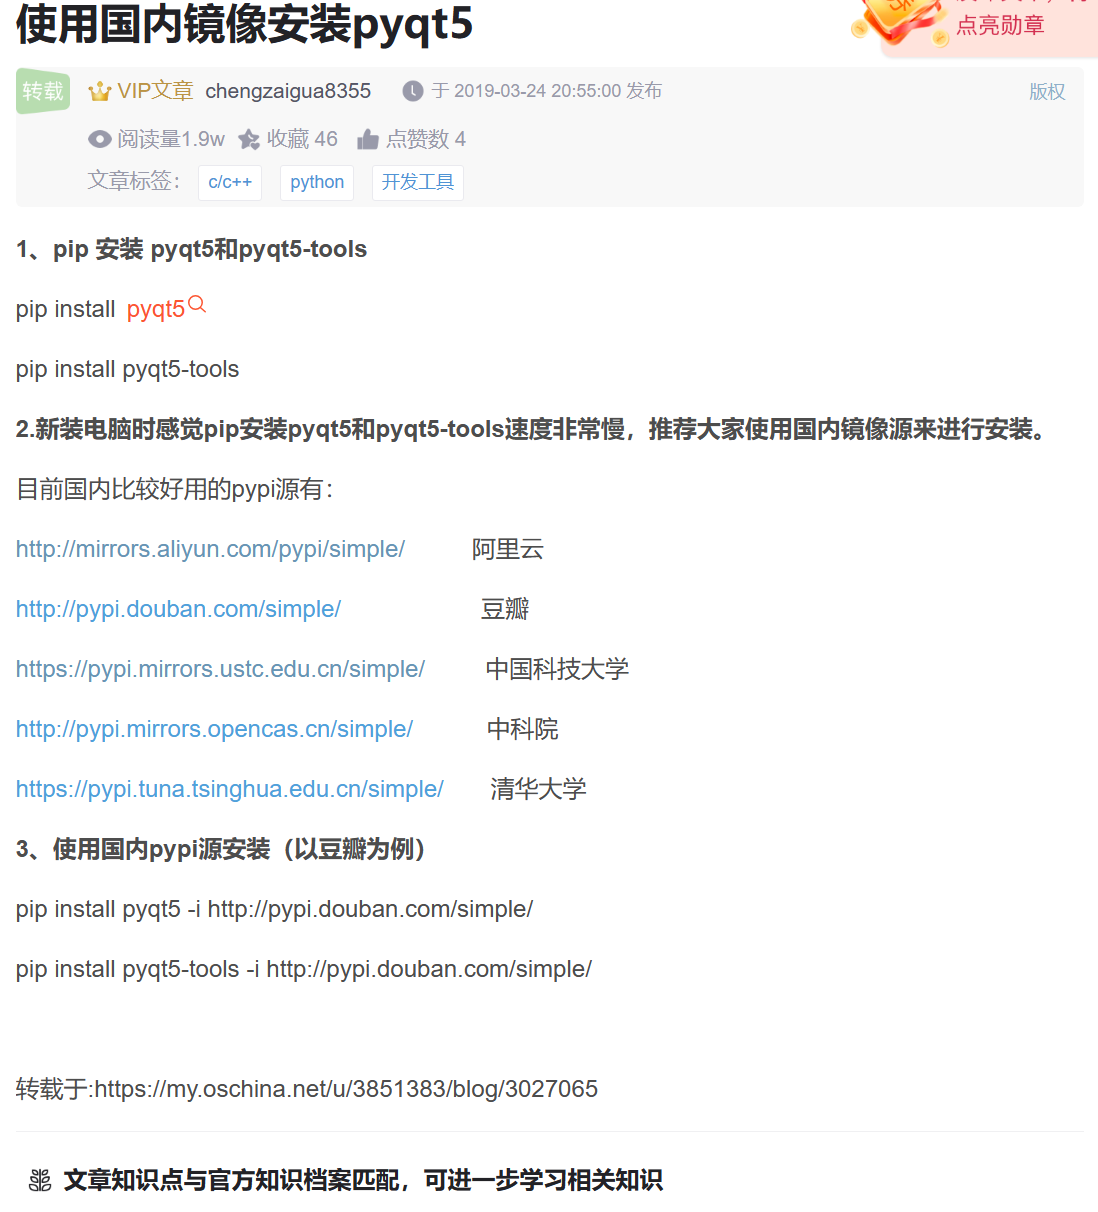 使用国内镜像安装pyqt5
点亮勋章
转载 VIP文章 chengzaigua8355 于 2019-03-24 20:55:00 发布 版权
阅读量1.9w 收藏 46 点赞数 4
文章标签： c/c++ python 开发工具
1、pip 安装 pyqt5和pyqt5-tools
pip install pyqt5
pip install pyqt5-tools
2.新装电脑时感觉pip安装pyqt5和pyqt5-tools速度非常慢，推荐大家使用国内镜像源来进行安装。
目前国内比较好用的pypi源有：
http://mirrors.aliyun.com/pypi/simple/ 阿里云
http://pypi.douban.com/simple/ 豆瓣
https://pypi.mirrors.ustc.edu.cn/simple/ 中国科技大学
http://pypi.mirrors.opencas.cn/simple/ 中科院
https://pypi.tuna.tsinghua.edu.cn/simple/ 清华大学
3、使用国内pypi源安装（以豆瓣为例）
pip install pyqt5 -i http://pypi.douban.com/simple/
pip install pyqt5-tools -i http://pypi.douban.com/simple/
转载于:https://my.oschina.net/u/3851383/blog/3027065
文章知识点与官方知识档案匹配，可进一步学习相关知识